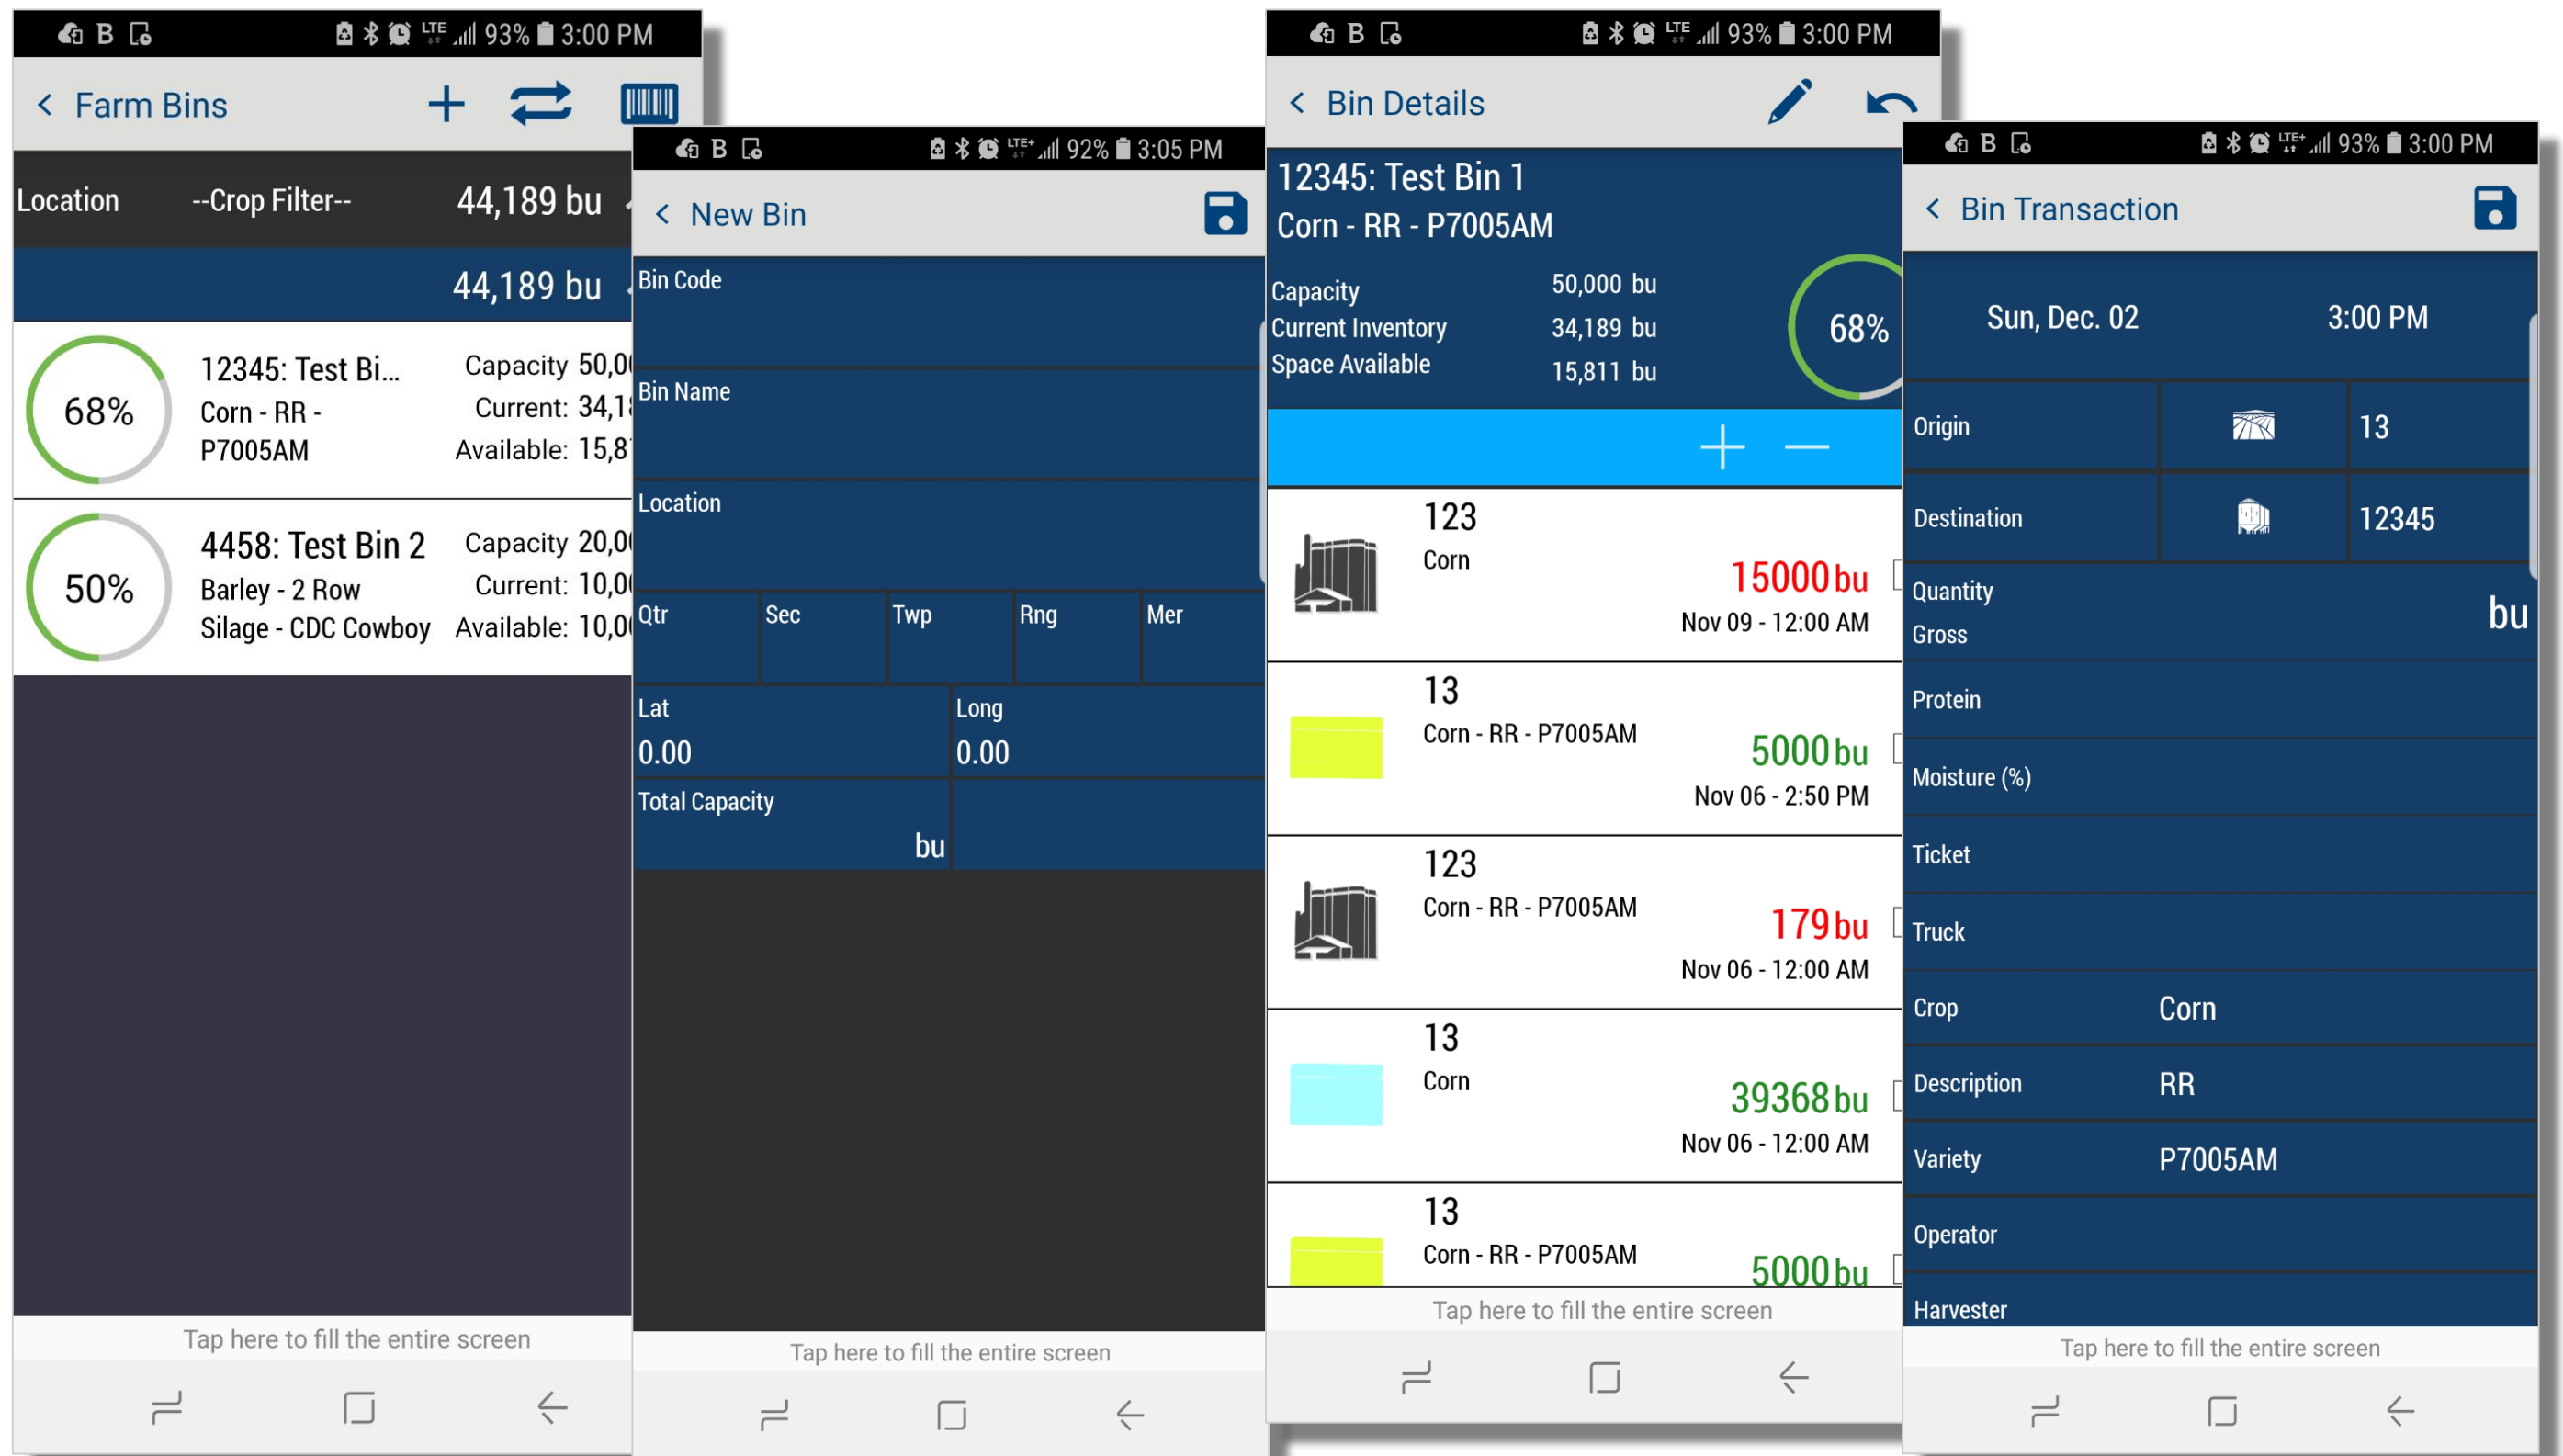 B LTE 93% 3:00 PM
Farm Bins
Location --Crop Filter-- 44,189 bu
44,189 bu
68%
12345: Test Bi...
Corn - RR -
P7005AM
Capacity 50,0
Current: 34,1
Available: 15,8
50%
4458: Test Bin 2
Barley - 2 Row
Silage - CDC Cowboy
Capacity 20,0
Current: 10,0
Available: 10,0
Tap here to fill the entire screen
B LTE+ 92% 3:05 PM
New Bin
Bin Code
Bin Name
Location
Qtr Sec Twp Rng Mer
Lat Long
0.00 0.00
Total Capacity
bu
Tap here to fill the entire screen
B LTE 93% 3:00 PM
Bin Details
12345: Test Bin 1
Corn - RR - P7005AM
Capacity 50,000 bu
Current Inventory 34,189 bu
Space Available 15,811 bu
68%
123
Corn
15000 bu
Nov 09 - 12:00 AM
13
Corn - RR - P7005AM
5000 bu
Nov 06 - 2:50 PM
123
Corn - RR - P7005AM
179 bu
Nov 06 - 12:00 AM
13
Corn
39368 bu
Nov 06 - 12:00 AM
13
Corn - RR - P7005AM
5000 bu
Tap here to fill the entire screen
B LTE+ 93% 3:00 PM
Bin Transaction
Sun, Dec. 02 3:00 PM
Origin 13
Destination 12345
Quantity
Gross
bu
Protein
Moisture (%)
Ticket
Truck
Crop Corn
Description RR
Variety P7005AM
Operator
Harvester
Tap here to fill the entire screen